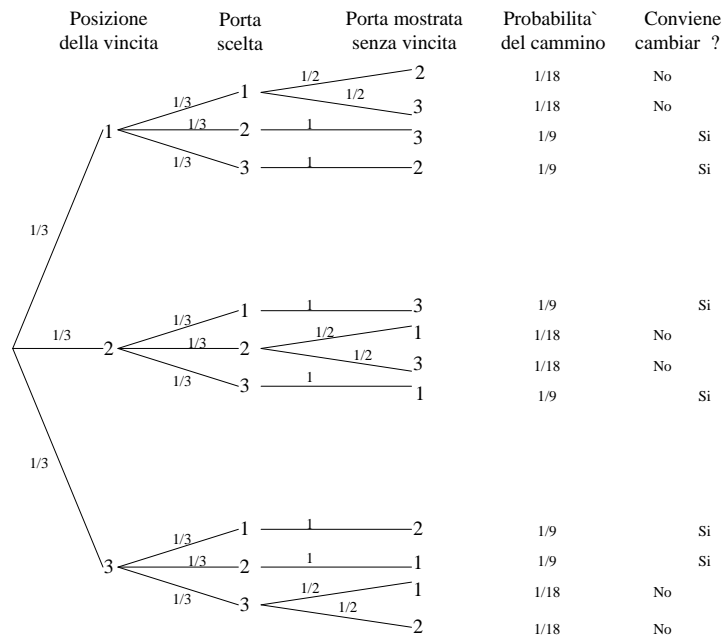 Posizione della vincita
Porta scelta
Porta mostrata senza vincita
Probabilita` del cammino
Conviene cambiar ?
1/2 2 1/18 No
1/3 1 1/2 3 1/18 No
1 1/3 2 1 3 1/9 Si
1/3 3 1 2 1/9 Si
1/3
1/3 1 1 3 1/9 Si
1/3 2 1/3 2 1/2 1 1/18 No
1/2 3 1/18 No
1/3 3 1 1 1/9 Si
1/3
1/3 1 1 2 1/9 Si
3 1/3 2 1 1 1/9 Si
1/3 3 1/2 1 1/18 No
1/2 2 1/18 No